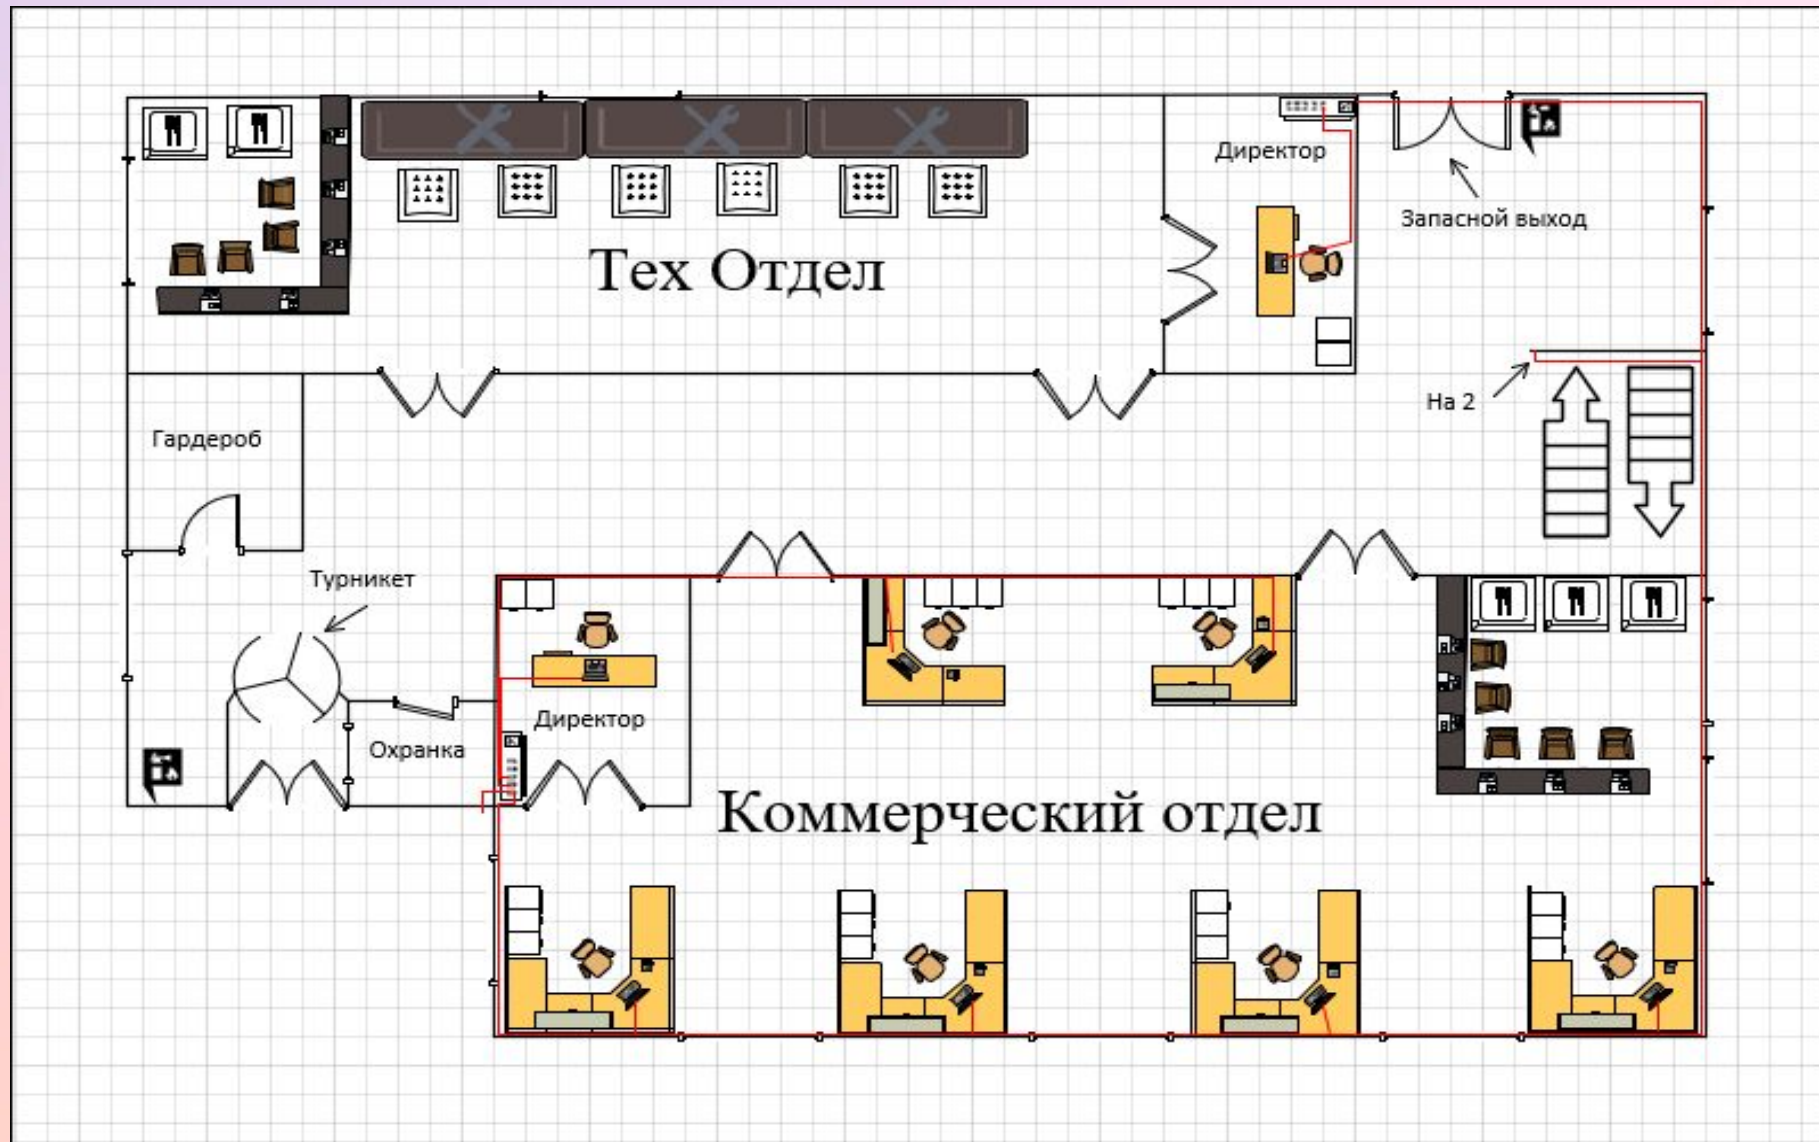 Директор
Запасной выход
Тех Отдел
На 2
Гардероб
Турникет
Директор
Охранка
Коммерческий отдел